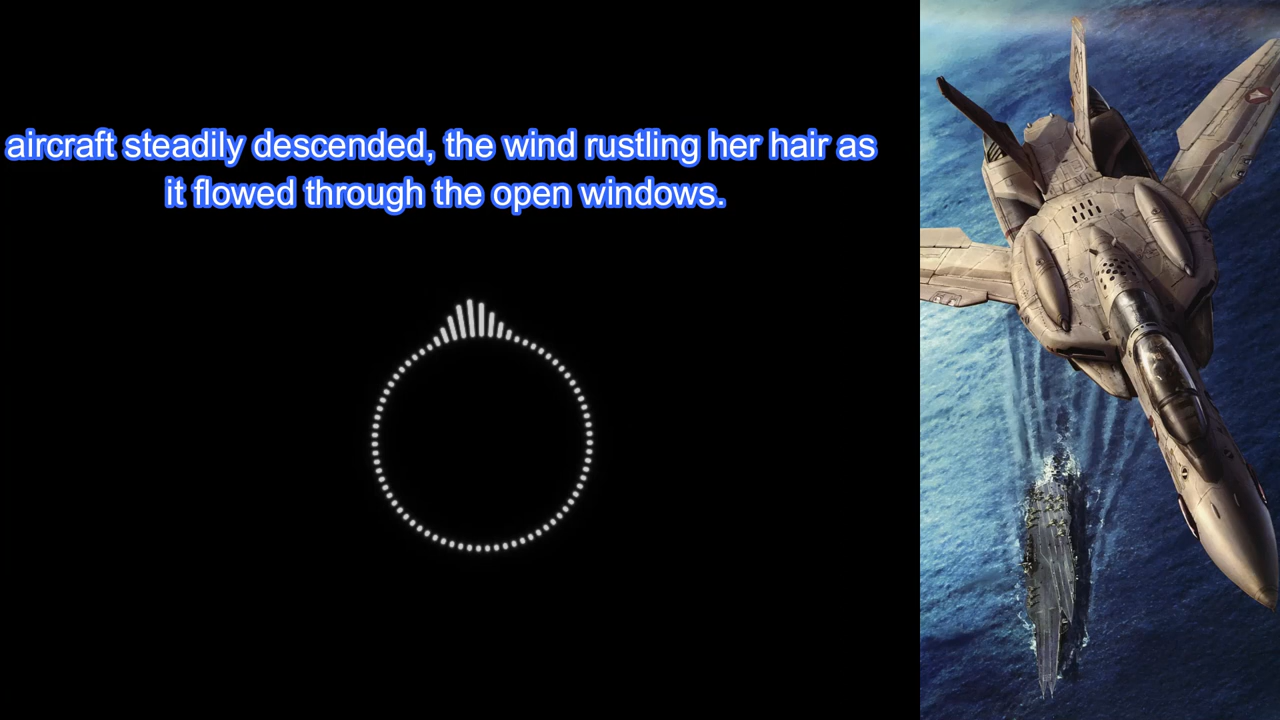 aircraft steadily descended, the wind rustling her hair as
it flowed through the open windows.